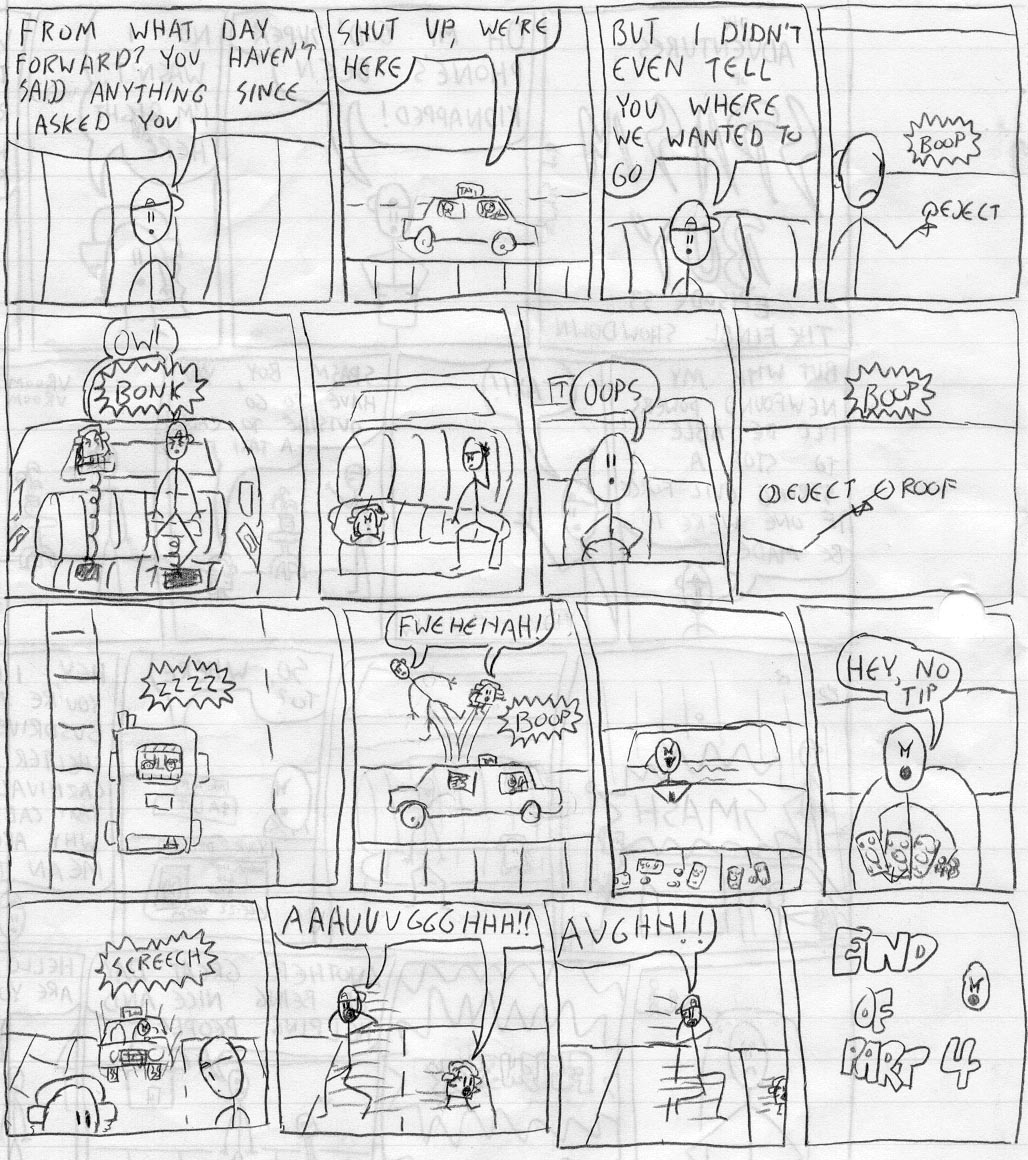 FROM WHAT DAY
FORWARD? YOU HAVEN'T
SAID ANYTHING SINCE
I ASKED YOU
SHUT UP, WE'RE
HERE
TAXI
BUT I DIDN'T
EVEN TELL
YOU WHERE
WE WANTED TO
GO
BOOP
EJECT
OW!
BONK
OOPS
BOOP
EJECT ROOF
ZZZZZ
FWEHEHAH!
BOOP
HEY, NO
TIP
SCREECH
AAAUUUGGGHHH!!
AUGHH!!
END
OF
PART 4